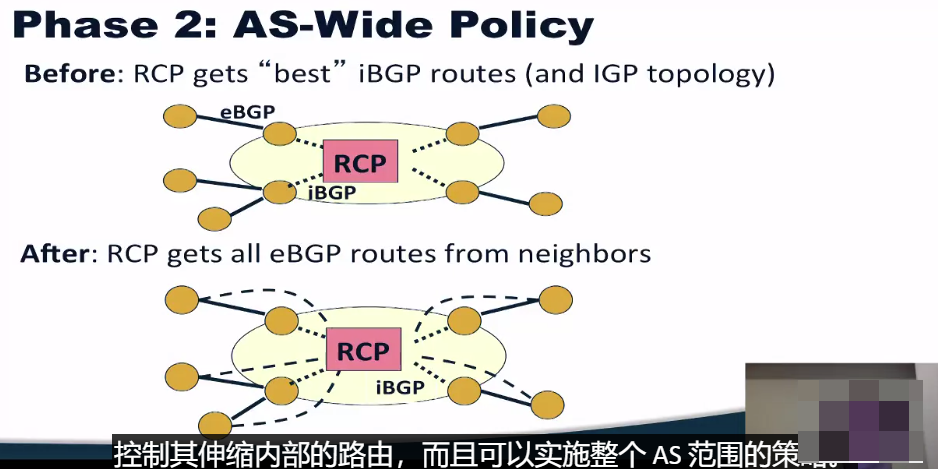 Phase 2: AS-Wide Policy
Before: RCP gets “best” iBGP routes (and IGP topology)
eBGP
RCP
iBGP
After: RCP gets all eBGP routes from neighbors
RCP
iBGP
控制其伸缩内部的路由，而且可以实施整个 AS 范围的策略。